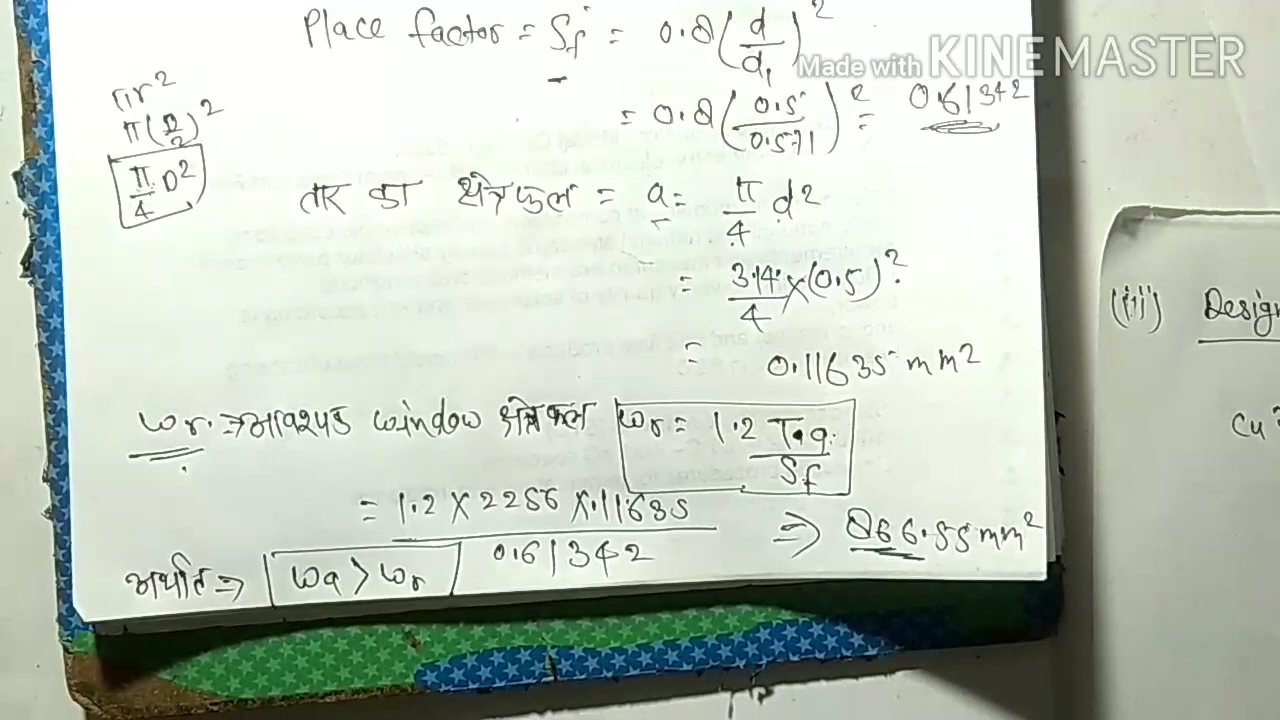 Place factor = Sf = 0.8 (d/d₁)²
Made with KINEMASTER
= 0.8 (0.5/0.571)² = 0.61342
πr²
π(D/2)²
π/4 D²
तार का क्षेत्रफल = a = π/4 d²
= 3.14/4 × (0.5)²
= 0.11635 mm²
(iii) Design
Wr. ⇒ आवश्यक window क्षेत्रफल Wr = 1.2 T.a./Sf
Cu
= 1.2 × 2256 × .11635 / 0.61342 ⇒ 866.55 mm²
अर्थात ⇒ Wa > Wr